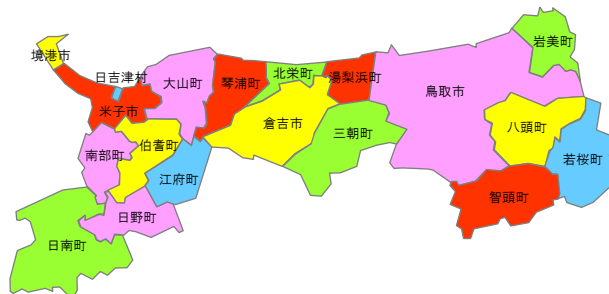 岩美町
境港市
北栄町
日吉津村
大山町
琴浦町
湯梨浜町
鳥取市
米子市
倉吉市
八頭町
三朝町
伯耆町
南部町
若桜町
江府町
智頭町
日野町
日南町